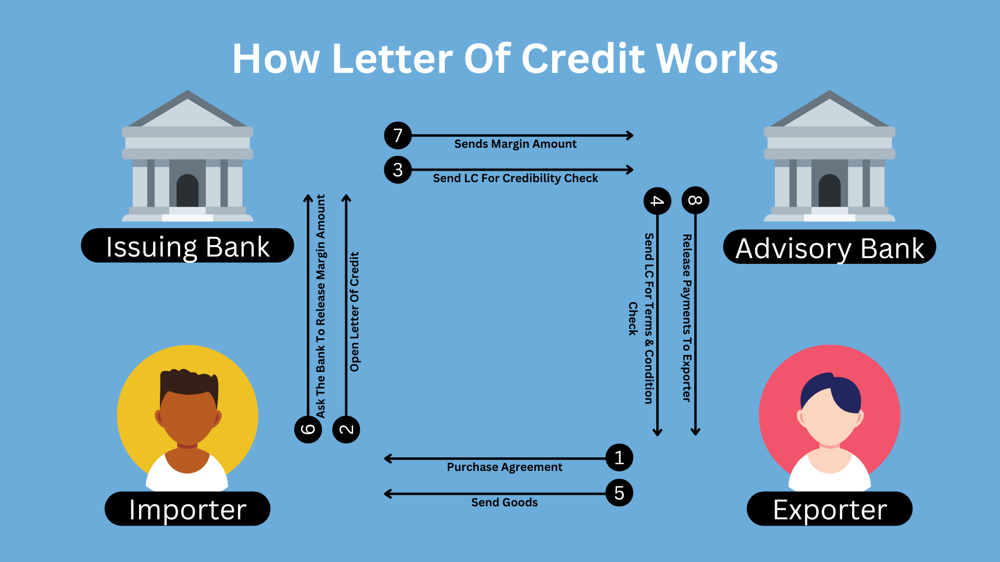 How Letter Of Credit Works
7
Sends Margin Amount
3
Send LC For Credibility Check
Issuing Bank
Advisory Bank
6
Ask The Bank To Release Margin Amount
2
Open Letter Of Credit
4
Send LC For Terms & Condition
Check
8
Release Payments To Exporter
1
Purchase Agreement
5
Send Goods
Importer
Exporter